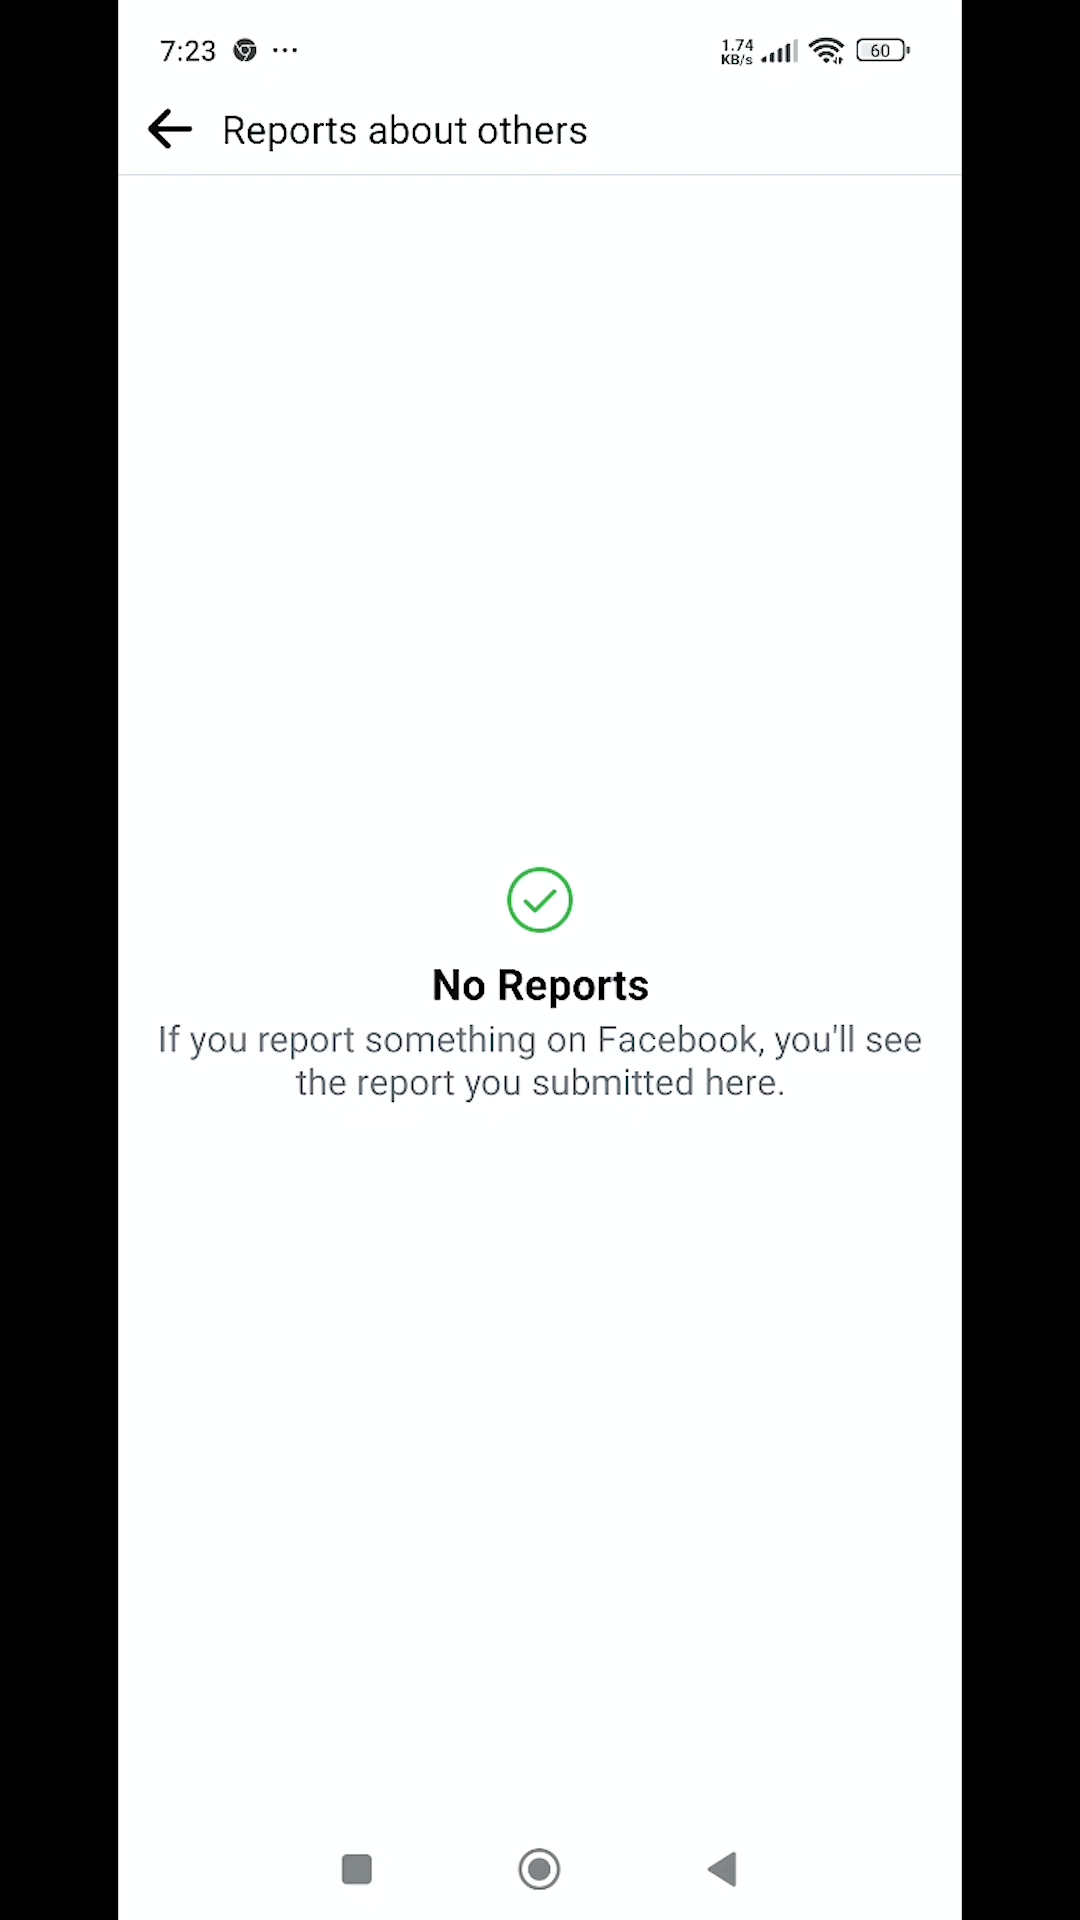 7:23 ... 1.74 KB/s 60
Reports about others
No Reports
If you report something on Facebook, you'll see
the report you submitted here.